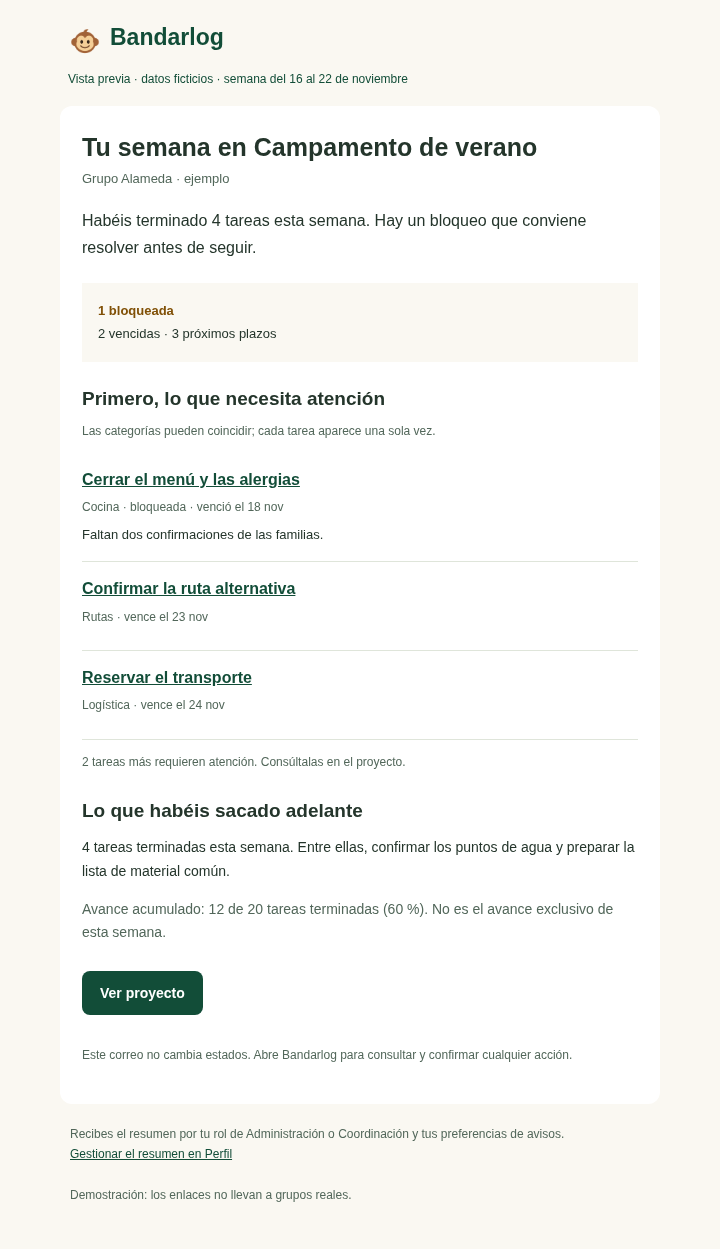 Bandarlog
Vista previa · datos ficticios · semana del 16 al 22 de noviembre
Tu semana en Campamento de verano
Grupo Alameda · ejemplo
Habéis terminado 4 tareas esta semana. Hay un bloqueo que conviene
resolver antes de seguir.
1 bloqueada
2 vencidas · 3 próximos plazos
Primero, lo que necesita atención
Las categorías pueden coincidir; cada tarea aparece una sola vez.
Cerrar el menú y las alergias
Cocina · bloqueada · venció el 18 nov
Faltan dos confirmaciones de las familias.
Confirmar la ruta alternativa
Rutas · vence el 23 nov
Reservar el transporte
Logística · vence el 24 nov
2 tareas más requieren atención. Consúltalas en el proyecto.
Lo que habéis sacado adelante
4 tareas terminadas esta semana. Entre ellas, confirmar los puntos de agua y preparar la
lista de material común.
Avance acumulado: 12 de 20 tareas terminadas (60 %). No es el avance exclusivo de
esta semana.
Ver proyecto
Este correo no cambia estados. Abre Bandarlog para consultar y confirmar cualquier acción.
Recibes el resumen por tu rol de Administración o Coordinación y tus preferencias de avisos.
Gestionar el resumen en Perfil
Demostración: los enlaces no llevan a grupos reales.